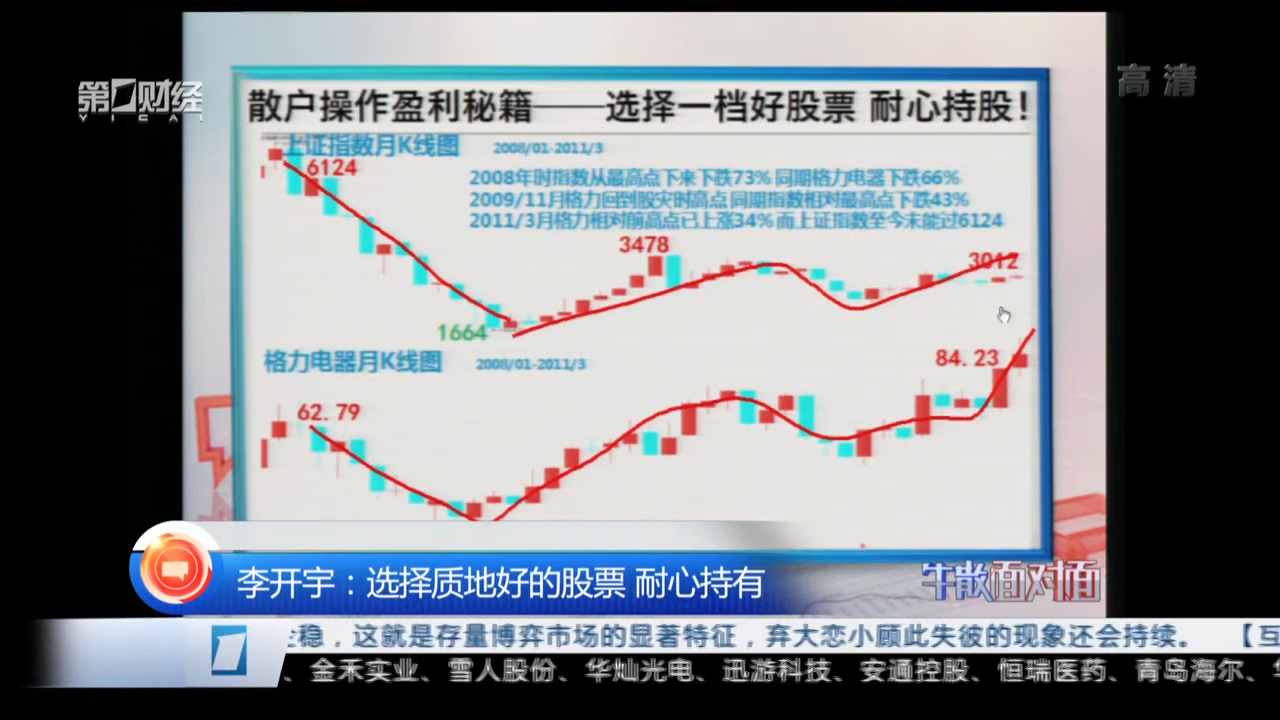 第1财经
YICAI
高清
散户操作盈利秘籍——选择一档好股票 耐心持股!
上证指数月K线图 2008/01-2011/3
6124
2008年时指数从最高点下来下跌73% 同期格力电器下跌66%
2009/11月格力回到股灾时高点 同期指数相对最高点下跌43%
2011/3月格力相对前高点已上涨34% 而上证指数至今未能过6124
3478
3012
1664
格力电器月K线图 2008/01-2011/3
84.23
62.79
李开宇：选择质地好的股票 耐心持有
牛散面对面
稳，这就是存量博弈市场的显著特征，弃大恋小顾此失彼的现象还会持续。 【互
、金禾实业、雪人股份、华灿光电、迅游科技、安通控股、恒瑞医药、青岛海尔、